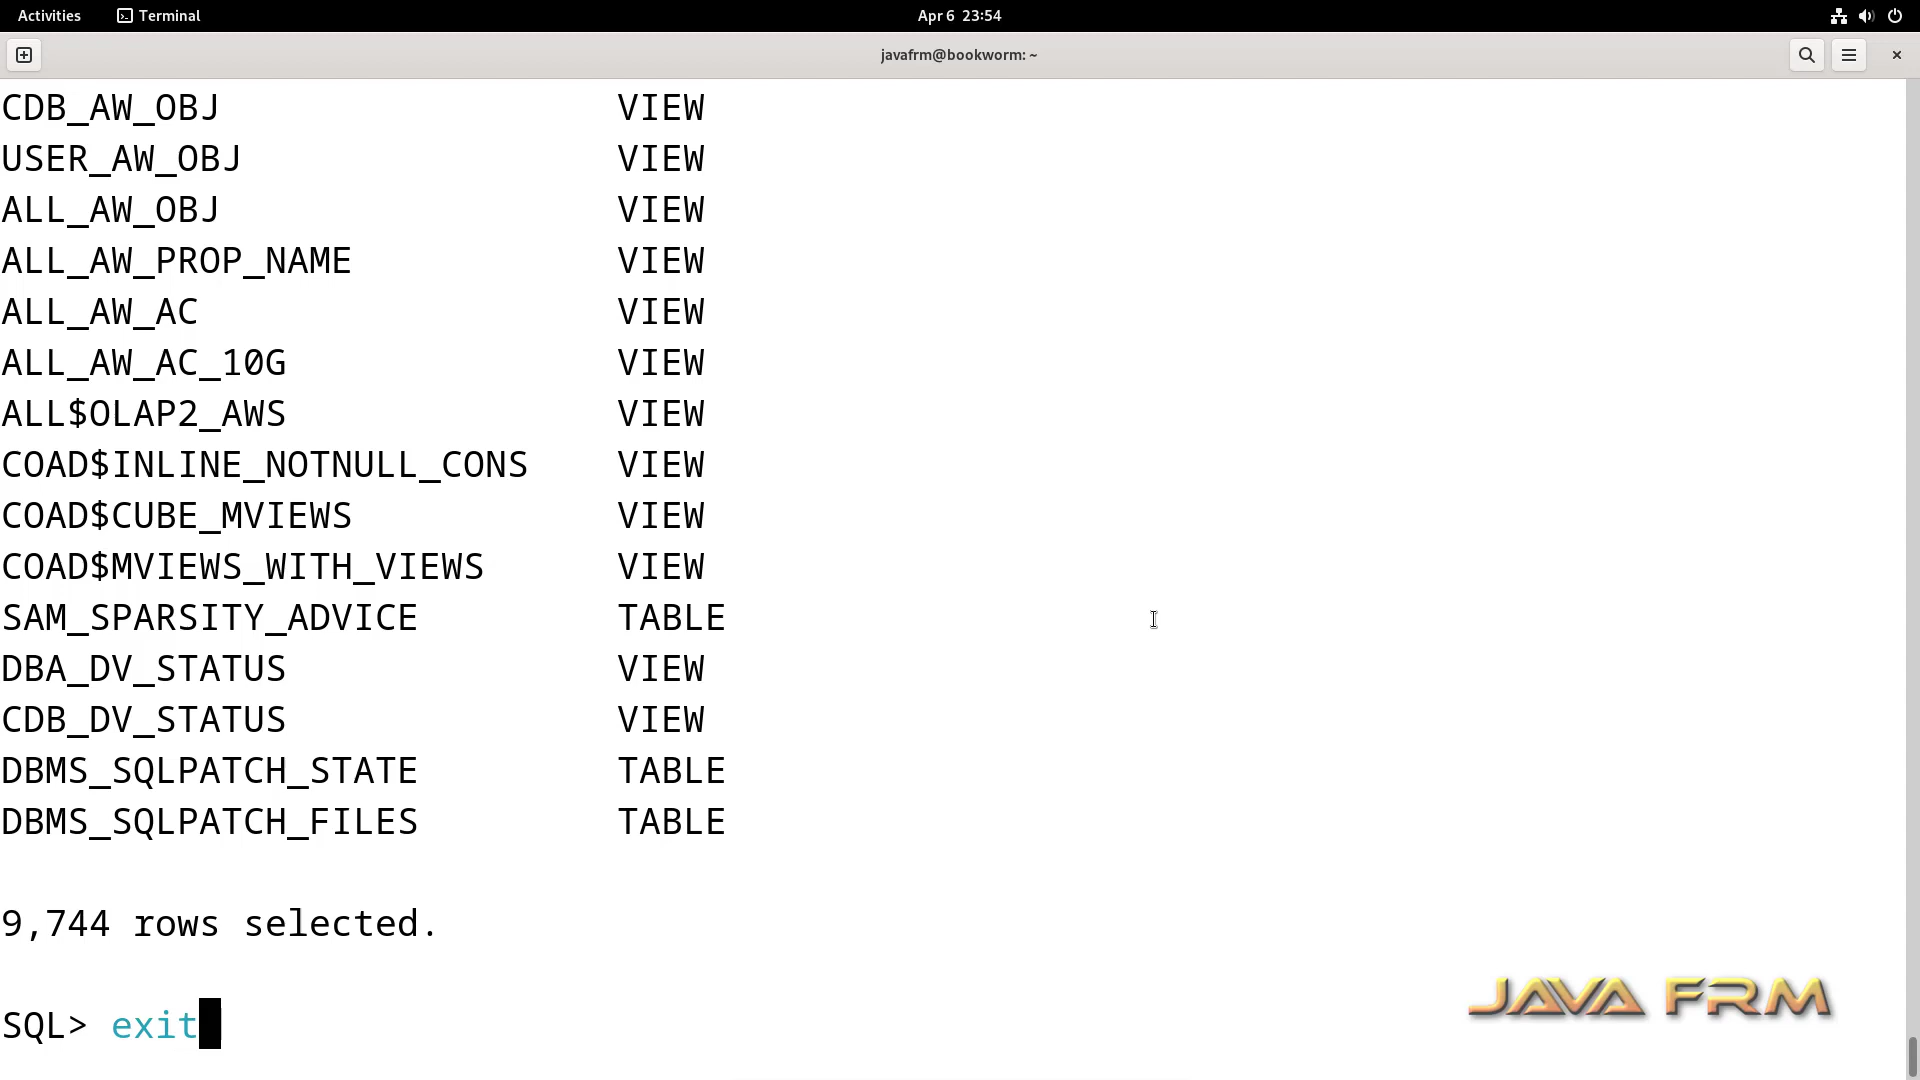 Activities Terminal Apr 6 23:54
javafrm@bookworm: ~
CDB_AW_OBJ VIEW
USER_AW_OBJ VIEW
ALL_AW_OBJ VIEW
ALL_AW_PROP_NAME VIEW
ALL_AW_AC VIEW
ALL_AW_AC_10G VIEW
ALL$OLAP2_AWS VIEW
COAD$INLINE_NOTNULL_CONS VIEW
COAD$CUBE_MVIEWS VIEW
COAD$MVIEWS_WITH_VIEWS VIEW
SAM_SPARSITY_ADVICE TABLE
DBA_DV_STATUS VIEW
CDB_DV_STATUS VIEW
DBMS_SQLPATCH_STATE TABLE
DBMS_SQLPATCH_FILES TABLE
9,744 rows selected.
SQL> exit
JAVA FRM